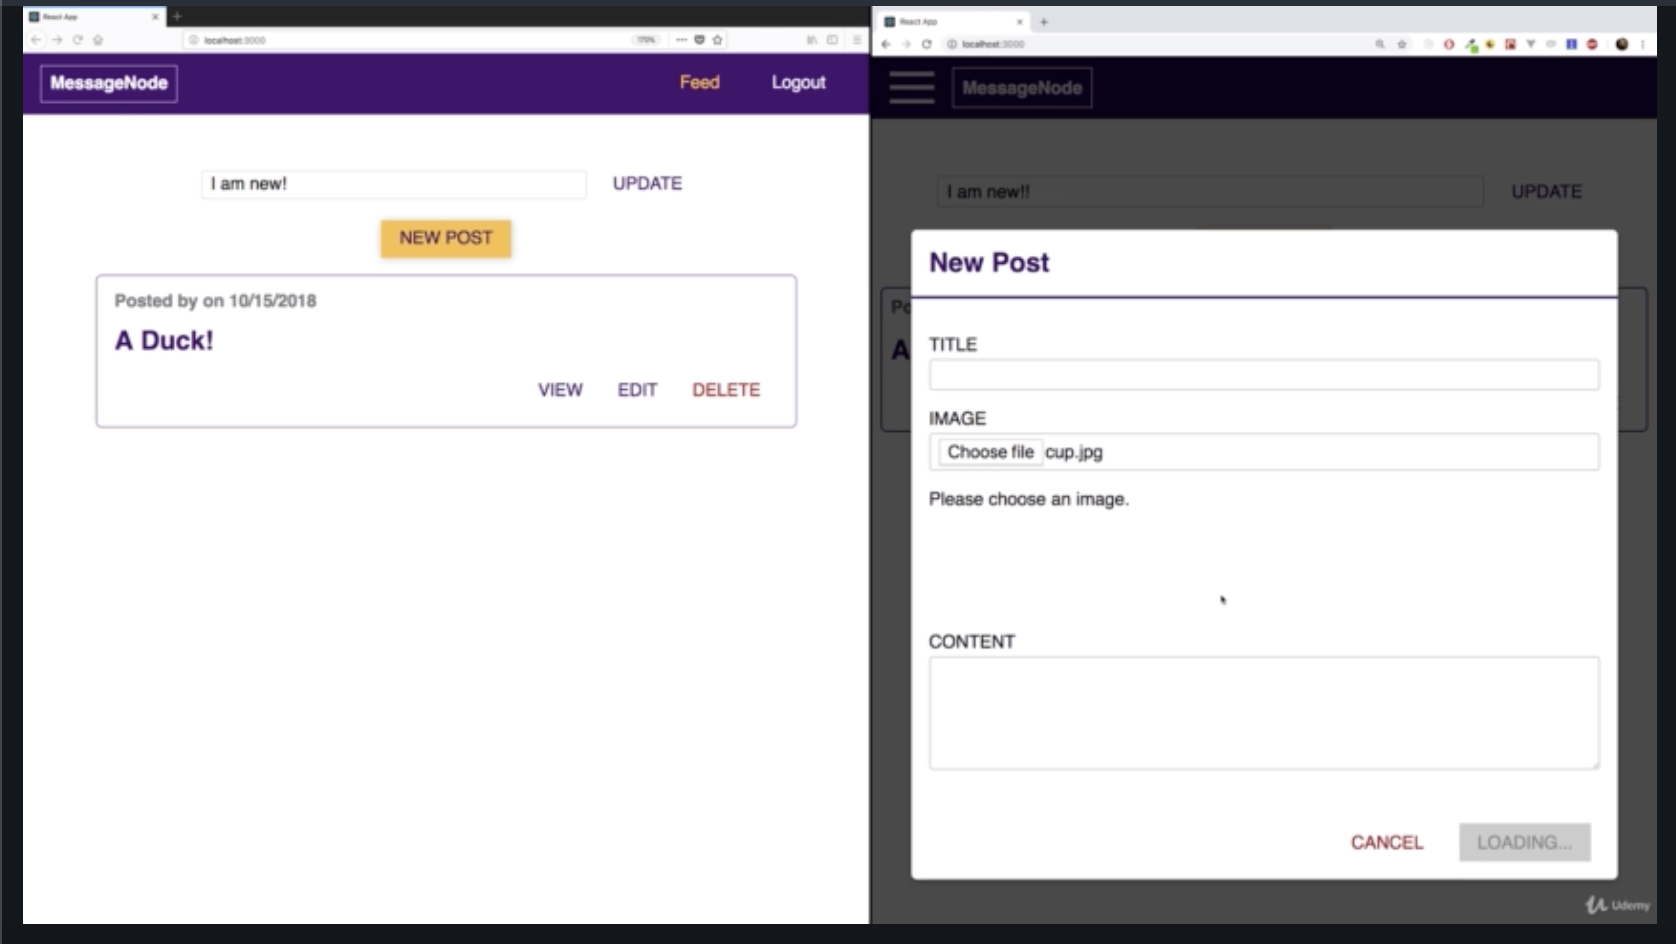 React App
localhost:3000
170%
MessageNode
Feed
Logout
I am new!
UPDATE
NEW POST
Posted by on 10/15/2018
A Duck!
VIEW
EDIT
DELETE
React App
localhost:3000
MessageNode
I am new!!
UPDATE
Po
A
New Post
TITLE
IMAGE
Choose file cup.jpg
Please choose an image.
CONTENT
CANCEL
LOADING...
Udemy